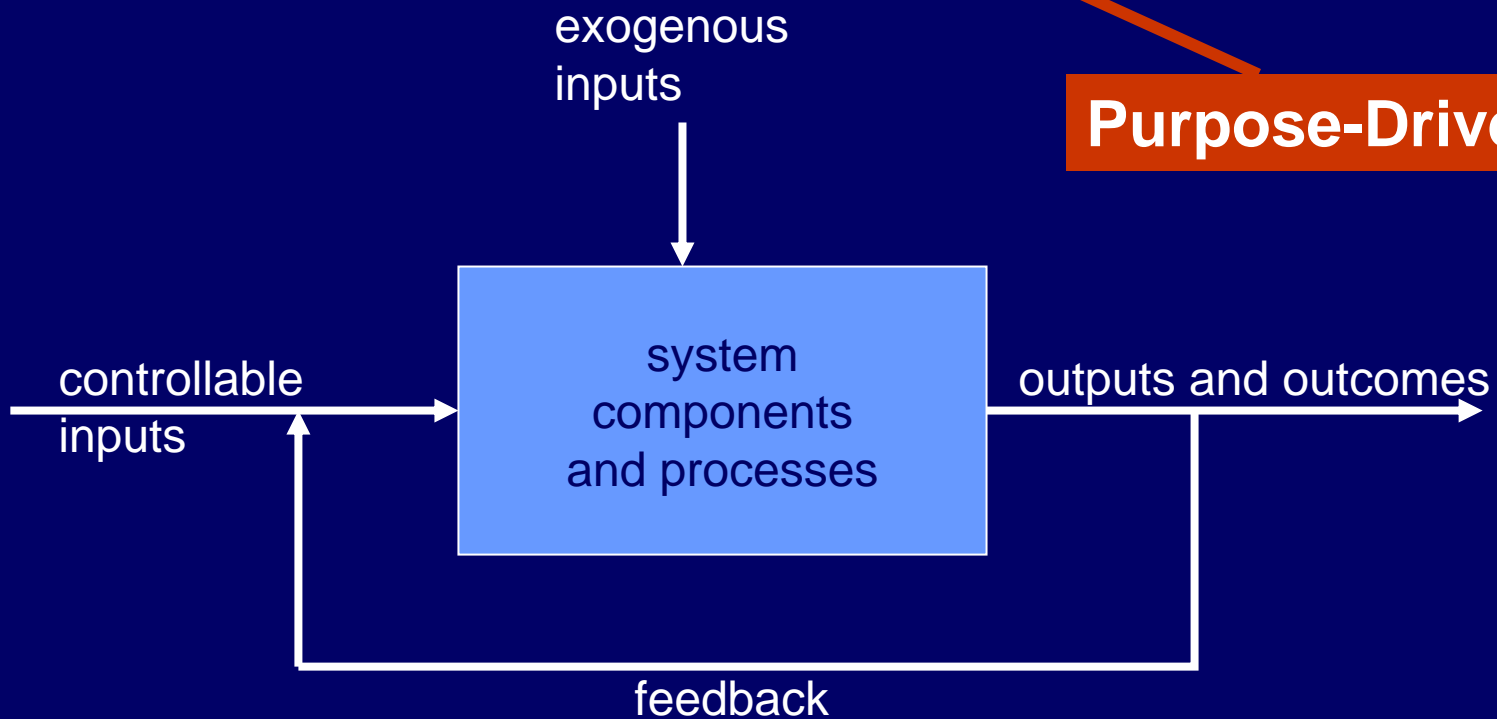 exogenous
inputs
Purpose-Drive
controllable
inputs
system
components
and processes
outputs and outcomes
feedback